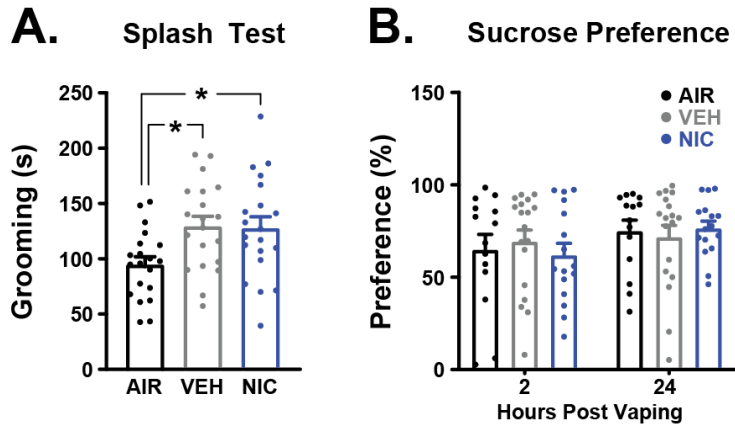 A. Splash Test
Grooming (s)
250
200
150
100
50
0
*
*
AIR VEH NIC
B. Sucrose Preference
Preference (%)
150
100
50
0
AIR
VEH
NIC
2 24
Hours Post Vaping